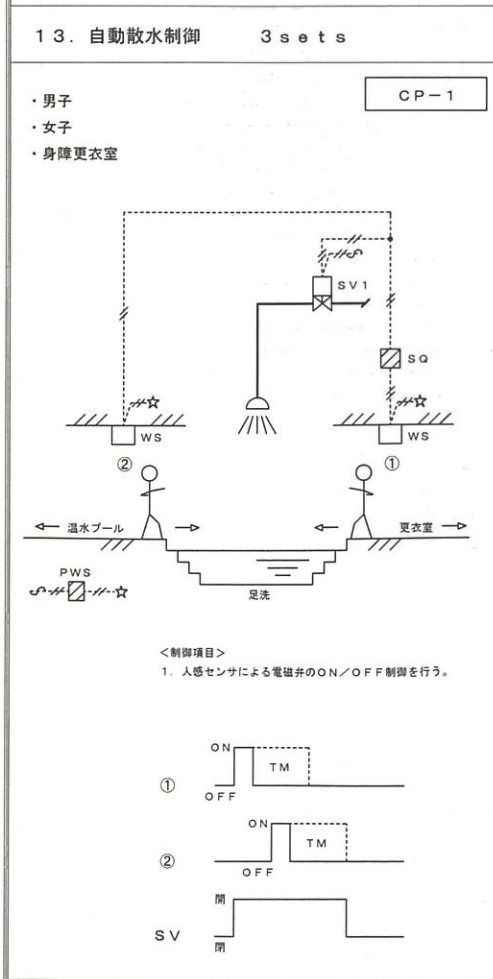 13．自動散水制御　3sets
CP－1
・男子
・女子
・身障更衣室
SV1
SQ
WS
WS
②
①
温水プール
更衣室
PWS
足洗
＜制御項目＞
1．人感センサによる電磁弁のON／OFF制御を行う。
ON
TM
①
OFF
ON
TM
②
OFF
開
SV
閉